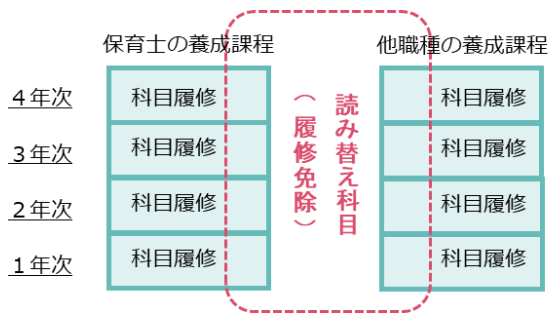 保育士の養成課程
他職種の養成課程
４年次
科目履修
科目履修
３年次
科目履修
科目履修
２年次
科目履修
科目履修
１年次
科目履修
科目履修
読み替え科目
（履修免除）